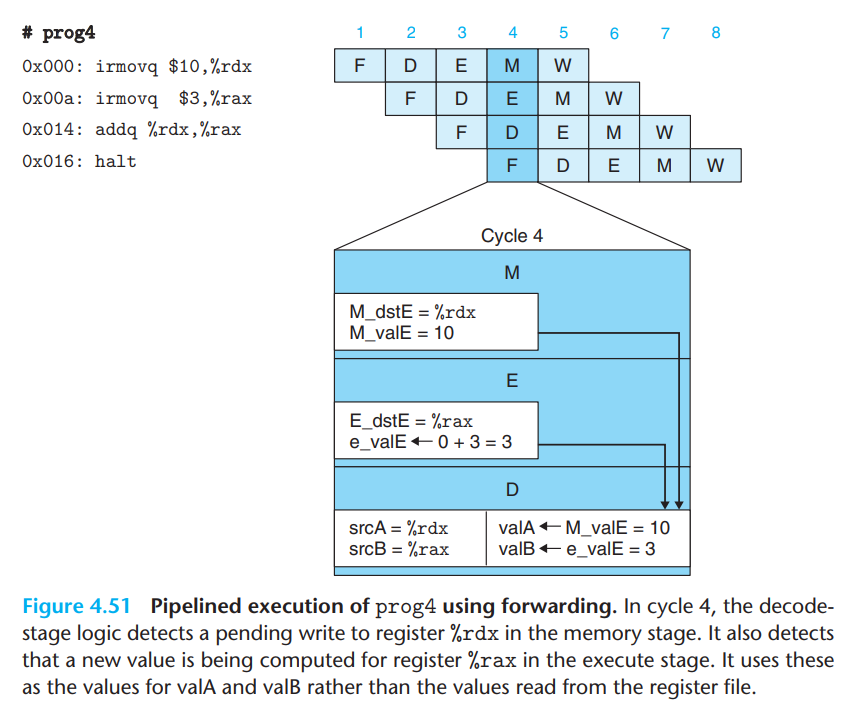 # prog4
0x000: irmovq $10,%rdx
0x00a: irmovq  $3,%rax
0x014: addq %rdx,%rax
0x016: halt
1 2 3 4 5 6 7 8
F D E M W
F D E M W
F D E M W
F D E M W
Cycle 4
M
M_dstE = %rdx
M_valE = 10
E
E_dstE = %rax
e_valE ← 0 + 3 = 3
D
srcA = %rdx valA ← M_valE = 10
srcB = %rax valB ← e_valE = 3
Figure 4.51 Pipelined execution of prog4 using forwarding. In cycle 4, the decode-
stage logic detects a pending write to register %rdx in the memory stage. It also detects
that a new value is being computed for register %rax in the execute stage. It uses these
as the values for valA and valB rather than the values read from the register file.